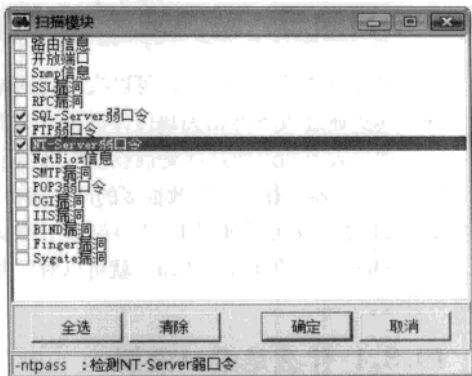 扫描模块
路由信息
开放端口
Snmp信息
SSL漏洞
RPC漏洞
SQL-Server弱口令
FTP弱口令
NT-Server弱口令
NetBios信息
SMTP漏洞
POP3弱口令
CGI漏洞
IIS漏洞
BIND漏洞
Finger漏洞
Sygate漏洞
全选 清除 确定 取消
-ntpass :检测NT-Server弱口令